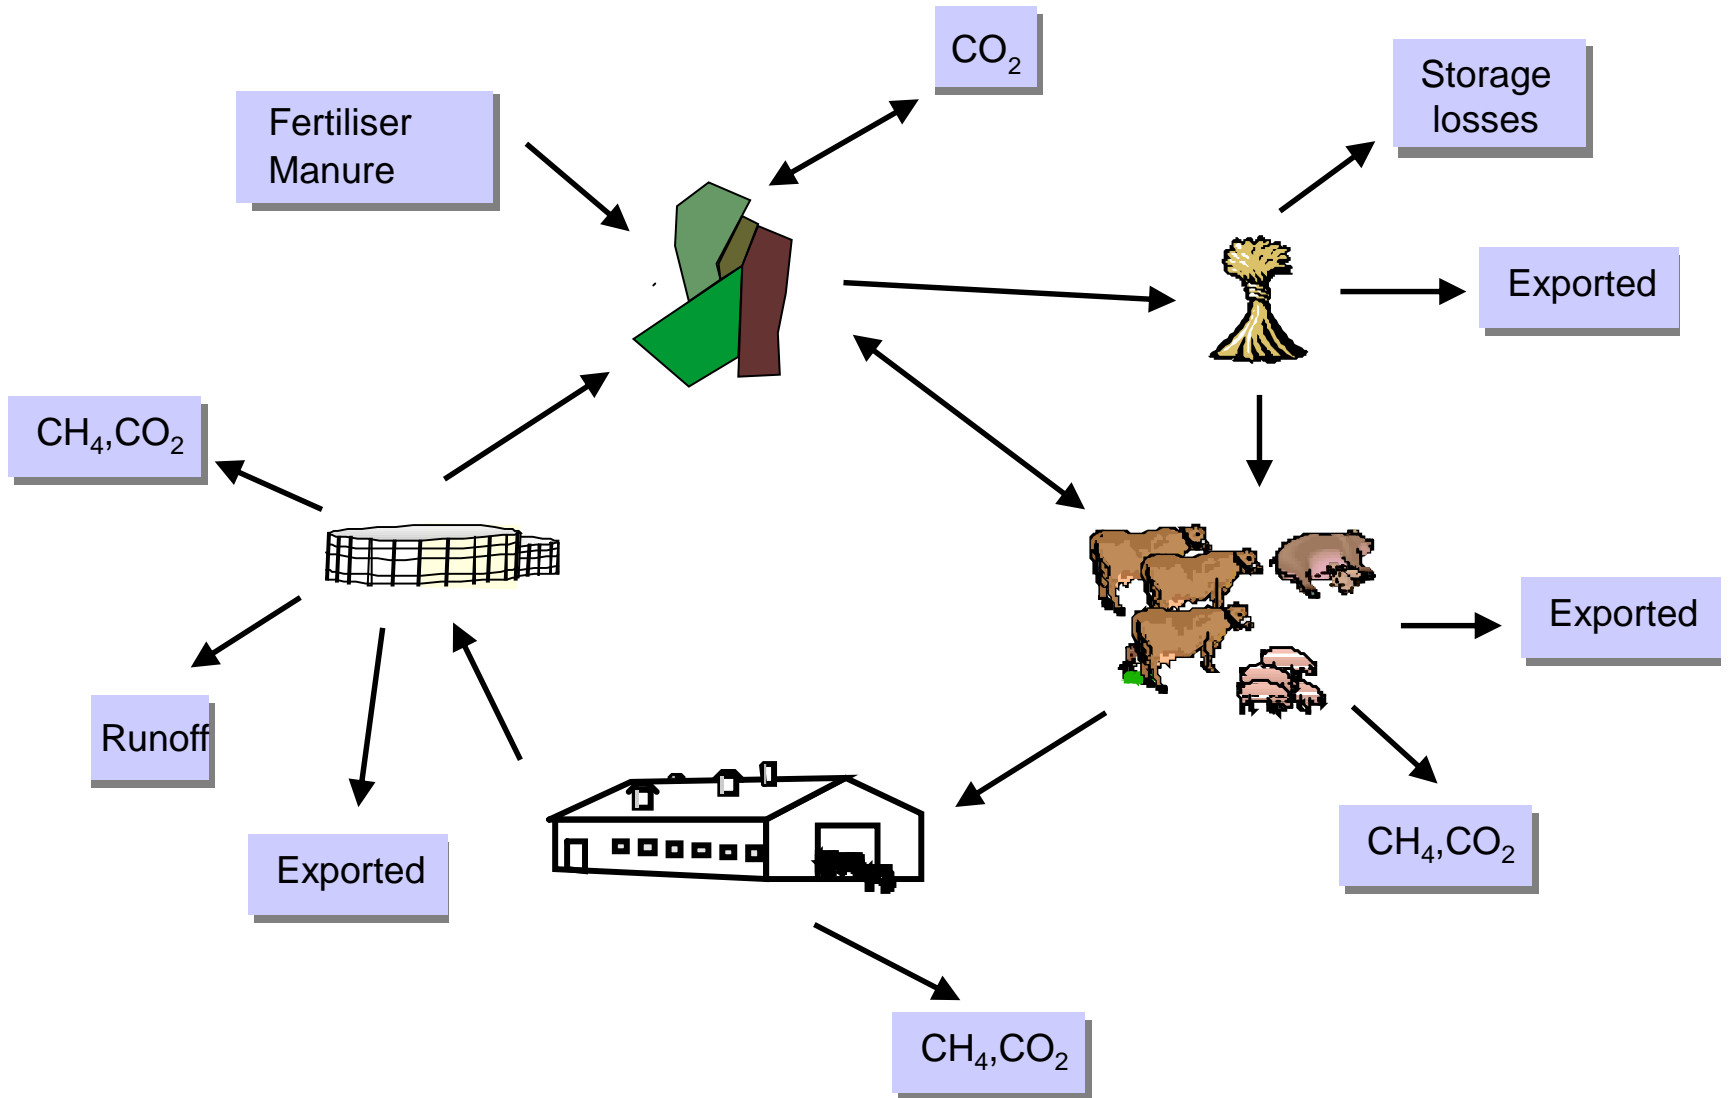 CO₂
Storage
losses
Fertiliser
Manure
Exported
CH₄,CO₂
Exported
Runoff
CH₄,CO₂
Exported
CH₄,CO₂